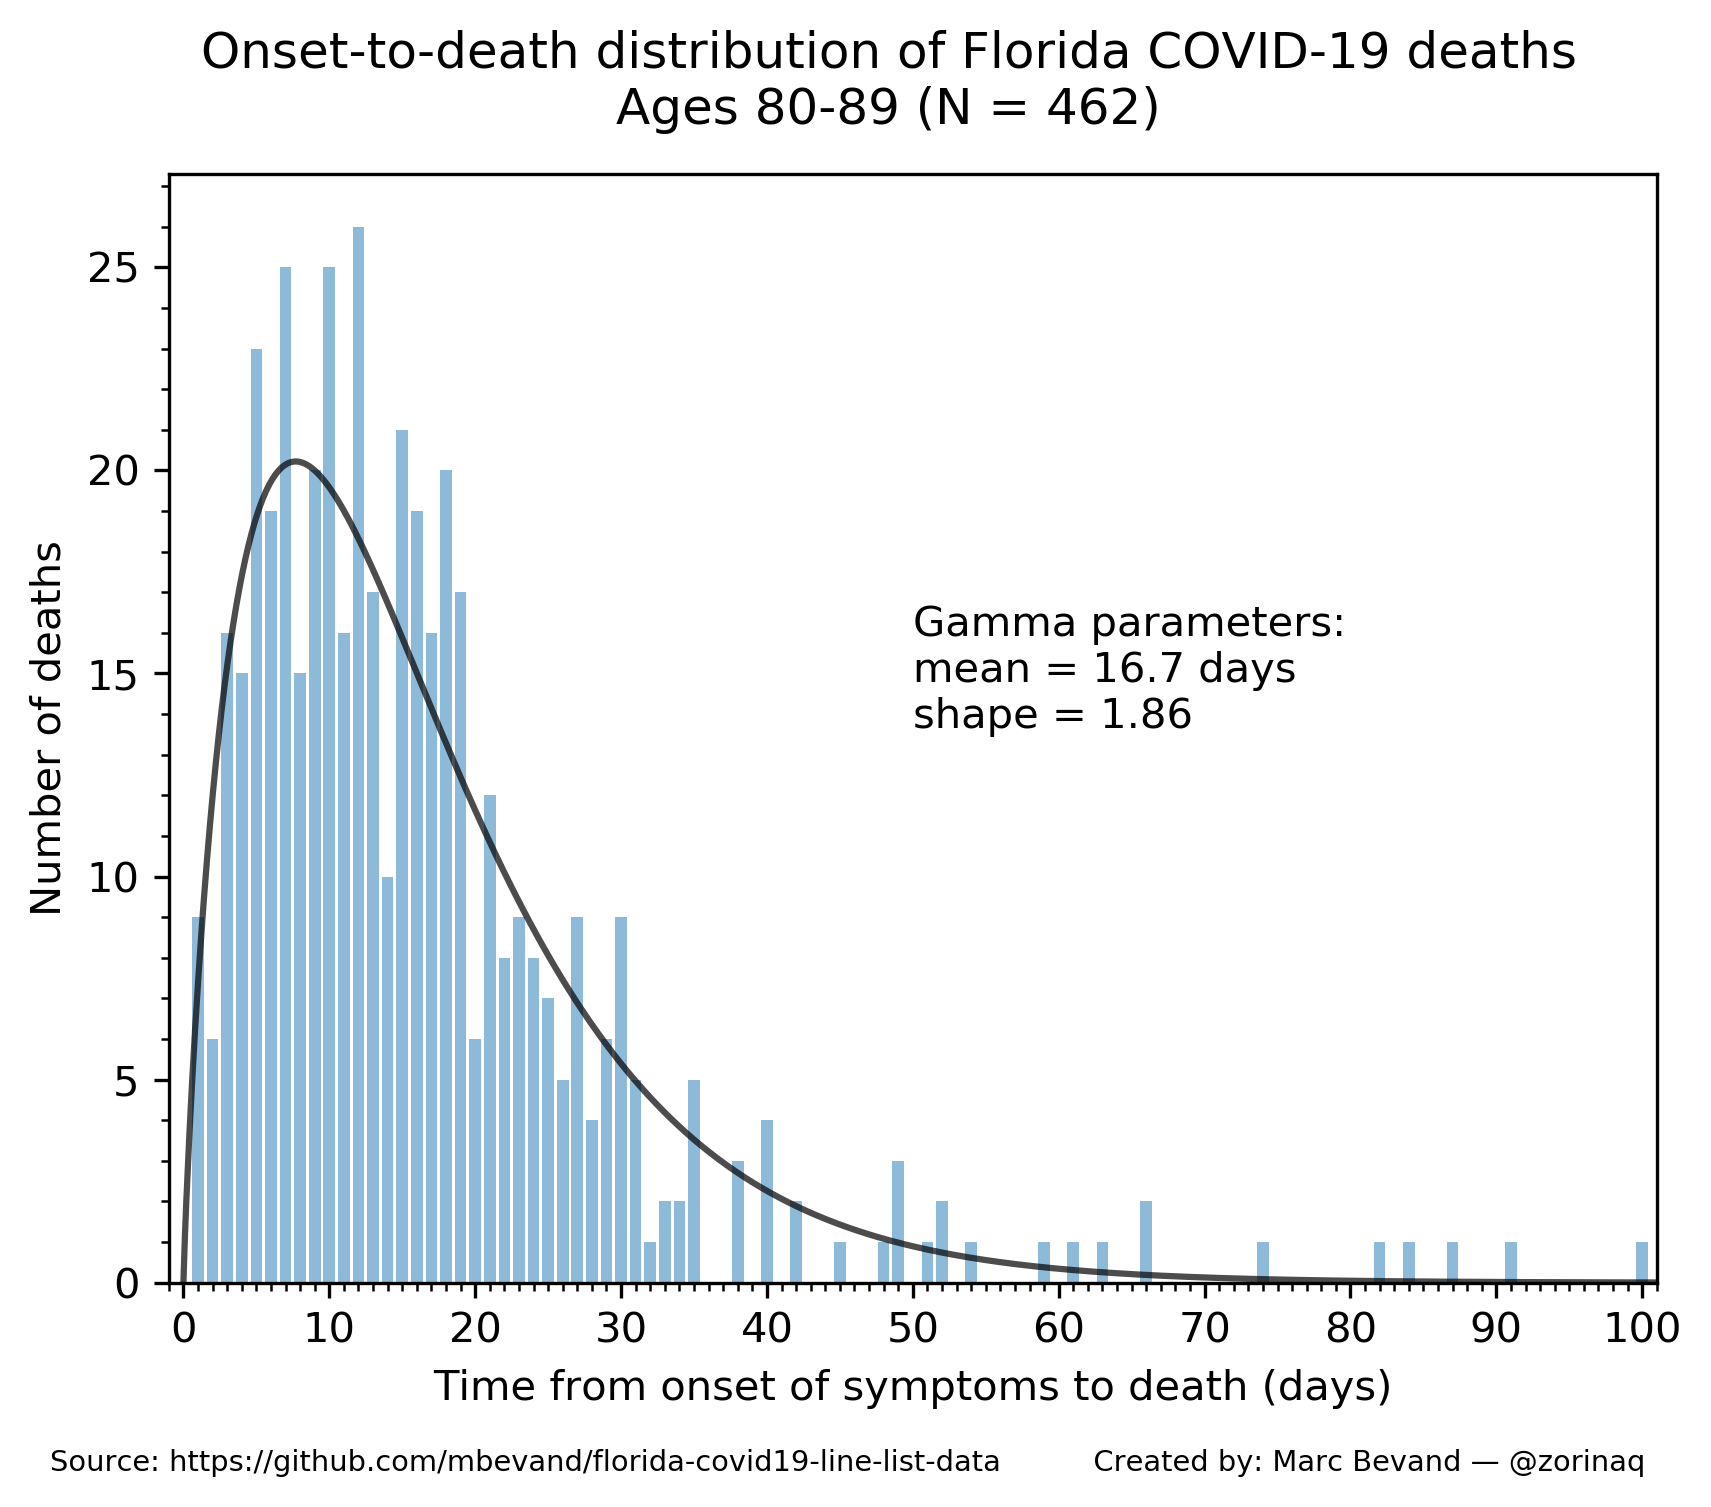 Onset-to-death distribution of Florida COVID-19 deaths
Ages 80-89 (N = 462)
Number of deaths
25
20
15
10
5
0
Gamma parameters:
mean = 16.7 days
shape = 1.86
0 10 20 30 40 50 60 70 80 90 100
Time from onset of symptoms to death (days)
Source: https://github.com/mbevand/florida-covid19-line-list-data Created by: Marc Bevand — @zorinaq